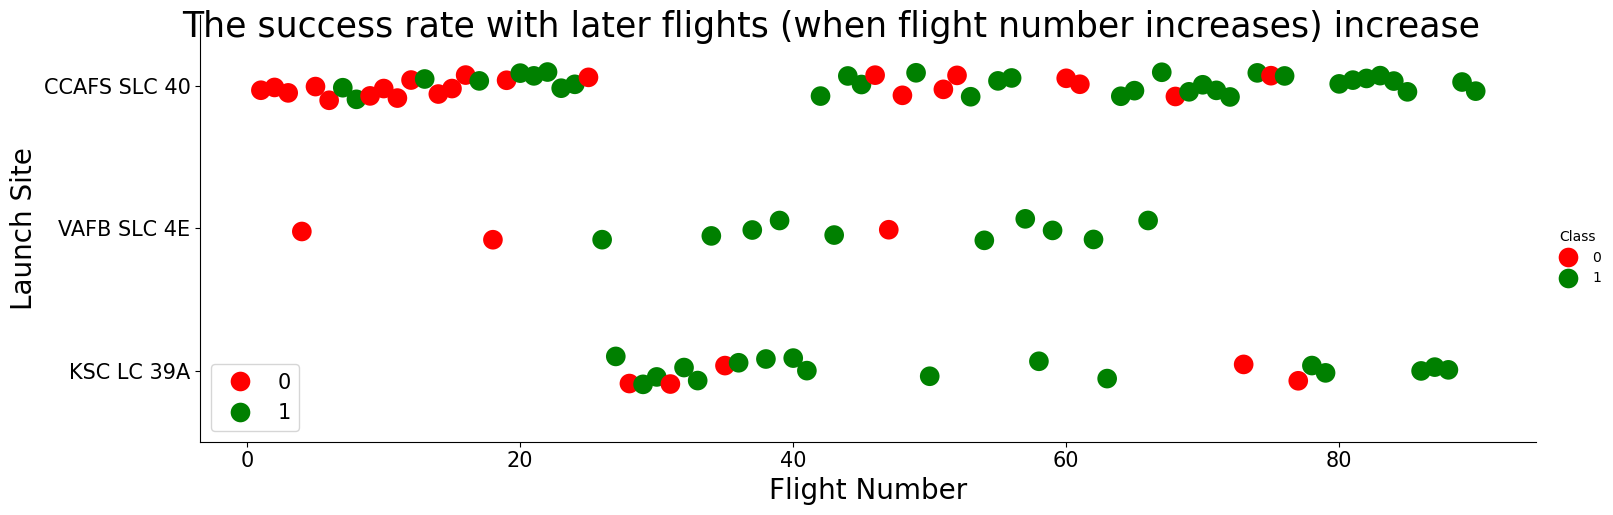 The success rate with later flights (when flight number increases) increase
Launch Site
CCAFS SLC 40
VAFB SLC 4E
KSC LC 39A
0
1
Class
0
1
0 20 40 60 80
Flight Number